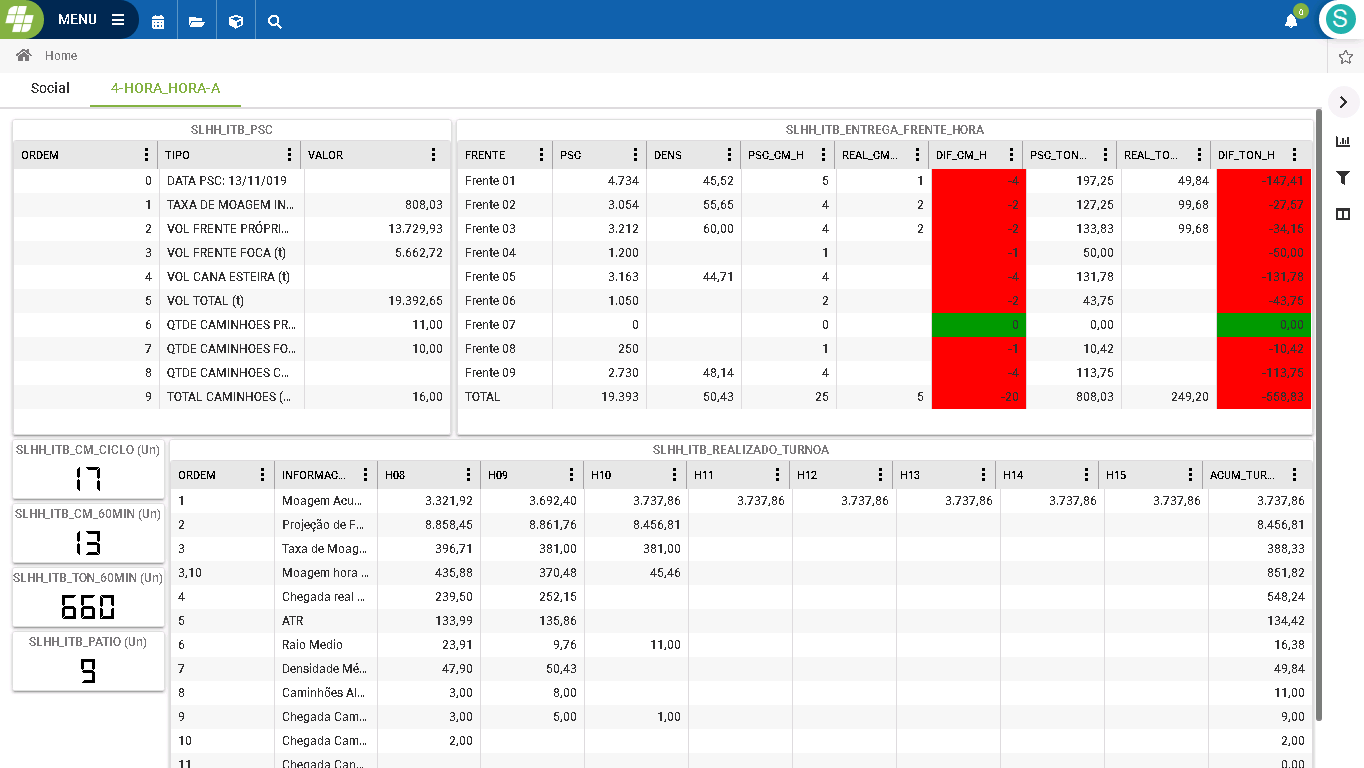 MENU
0
S
Home
Social 4-HORA_HORA-A
SLHH_ITB_PSC
ORDEM TIPO VALOR
0 DATA PSC: 13/11/019
1 TAXA DE MOAGEM IN... 808,03
2 VOL FRENTE PRÓPRI... 13.729,93
3 VOL FRENTE FOCA (t) 5.662,72
4 VOL CANA ESTEIRA (t)
5 VOL TOTAL (t) 19.392,65
6 QTDE CAMINHOES PR... 11,00
7 QTDE CAMINHOES FO... 10,00
8 QTDE CAMINHOES C...
9 TOTAL CAMINHOES (... 16,00
SLHH_ITB_ENTREGA_FRENTE_HORA
FRENTE PSC DENS PSC_CM_H REAL_CM... DIF_CM_H PSC_TON... REAL_TO... DIF_TON_H
Frente 01 4.734 45,52 5 1 -4 197,25 49,84 -147,41
Frente 02 3.054 55,65 4 2 -2 127,25 99,68 -27,57
Frente 03 3.212 60,00 4 2 -2 133,83 99,68 -34,15
Frente 04 1.200 1 -1 50,00 -50,00
Frente 05 3.163 44,71 4 -4 131,78 -131,78
Frente 06 1.050 2 -2 43,75 -43,75
Frente 07 0 0 0 0,00 0,00
Frente 08 250 1 -1 10,42 -10,42
Frente 09 2.730 48,14 4 -4 113,75 -113,75
TOTAL 19.393 50,43 25 5 -20 808,03 249,20 -558,83
SLHH_ITB_CM_CICLO (Un)
17
SLHH_ITB_CM_60MIN (Un)
13
SLHH_ITB_TON_60MIN (Un)
660
SLHH_ITB_PATIO (Un)
9
SLHH_ITB_REALIZADO_TURNOA
ORDEM INFORMAC... H08 H09 H10 H11 H12 H13 H14 H15 ACUM_TUR...
1 Moagem Acu... 3.321,92 3.692,40 3.737,86 3.737,86 3.737,86 3.737,86 3.737,86 3.737,86 3.737,86
2 Projeção de F... 8.858,45 8.861,76 8.456,81 8.456,81
3 Taxa de Moag... 396,71 381,00 381,00 388,33
3,10 Moagem hora ... 435,88 370,48 45,46 851,82
4 Chegada real ... 239,50 252,15 548,24
5 ATR 133,99 135,86 134,42
6 Raio Medio 23,91 9,76 11,00 16,38
7 Densidade Mé... 47,90 50,43 49,84
8 Caminhões Al... 3,00 8,00 11,00
9 Chegada Cam... 3,00 5,00 1,00 9,00
10 Chegada Cam... 2,00 2,00
11 Chegada Can... 0,00